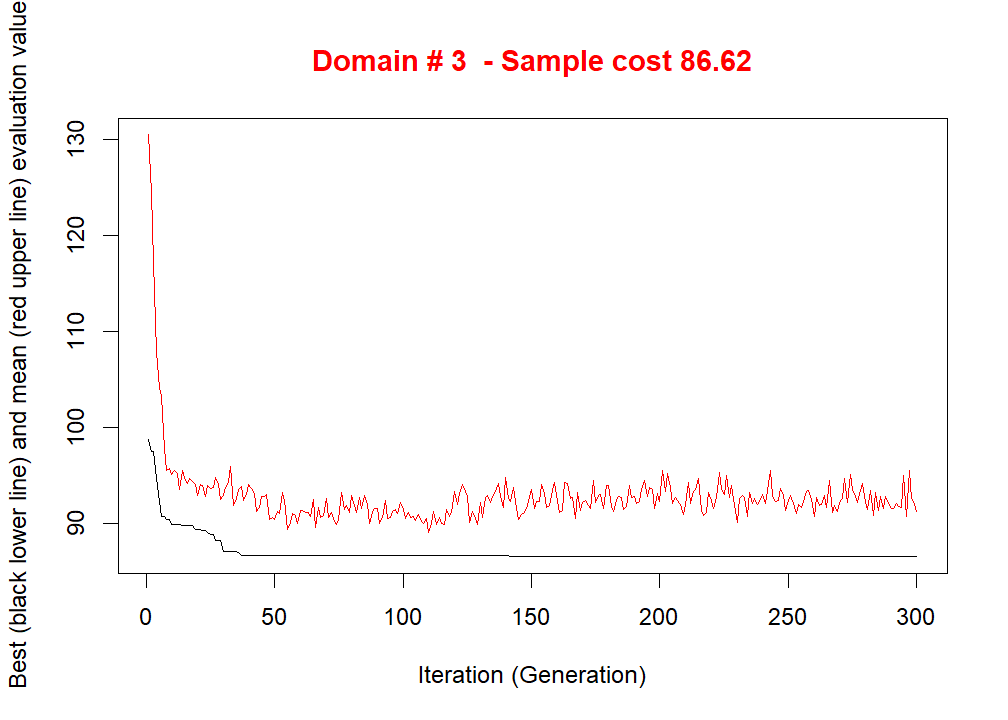 Domain # 3  - Sample cost 86.62
Best (black lower line) and mean (red upper line) evaluation value
130
120
110
100
90
0 50 100 150 200 250 300
Iteration (Generation)